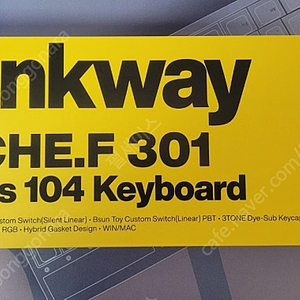 nkway
CHE.F 301
s 104 Keyboard
stom Switch(Silent Linear) • Bsun Toy Custom Switch(Linear) PBT • 3TONE Dye-Sub Keyca
RGB • Hybrid Gasket Design • WIN/MAC